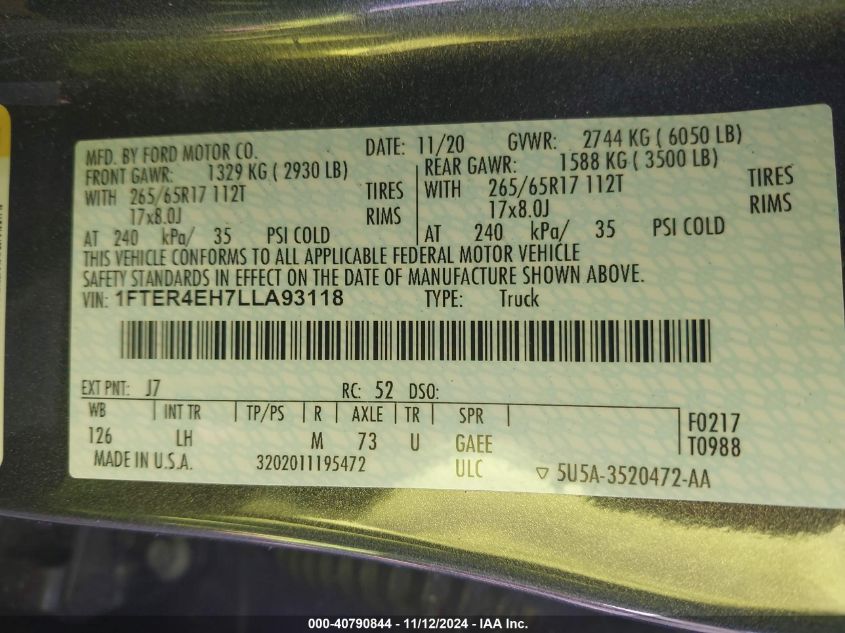 MFD. BY FORD MOTOR CO. DATE: 11/20 GVWR: 2744 KG ( 6050 LB)
FRONT GAWR: 1329 KG ( 2930 LB) REAR GAWR: 1588 KG ( 3500 LB)
WITH 265/65R17 112T TIRES WITH 265/65R17 112T TIRES
17x8.0J RIMS 17x8.0J RIMS
AT 240 kPa/ 35 PSI COLD AT 240 kPa/ 35 PSI COLD
THIS VEHICLE CONFORMS TO ALL APPLICABLE FEDERAL MOTOR VEHICLE
SAFETY STANDARDS IN EFFECT ON THE DATE OF MANUFACTURE SHOWN ABOVE.
VIN: 1FTER4EH7LLA93118 TYPE: Truck
EXT PNT: J7 RC: 52 DSO:
WB INT TR TP/PS R AXLE TR SPR F0217
126 LH M 73 U GAEE T0988
MADE IN U.S.A. 3202011195472 ULC ▽ 5U5A-3520472-AA
000-40790844 - 11/12/2024 - IAA Inc.